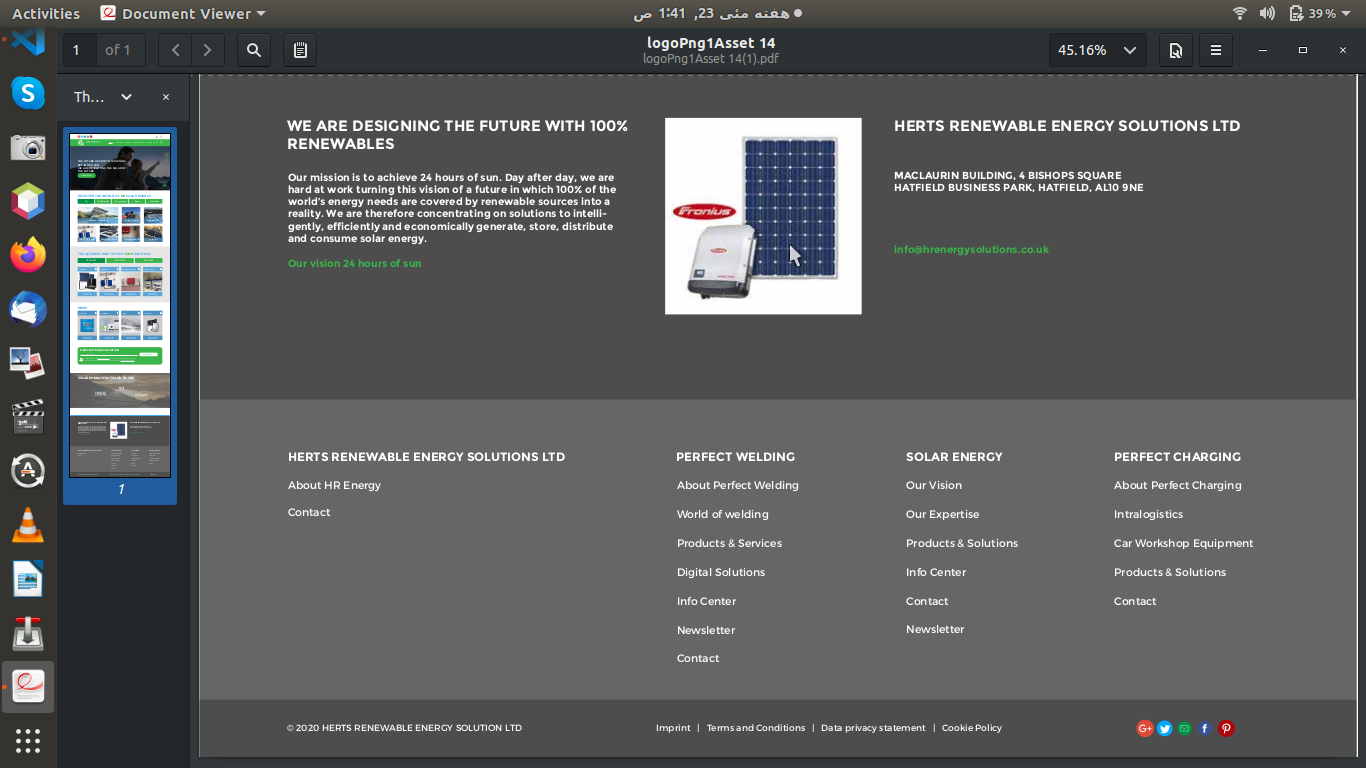 Activities
Document Viewer
هفته مئی 23, 1:41 ص
39 %
1
of 1
logoPng1Asset 14
logoPng1Asset 14(1).pdf
45.16%
Th...
1
WE ARE DESIGNING THE FUTURE WITH 100%
RENEWABLES
Our mission is to achieve 24 hours of sun. Day after day, we are
hard at work turning this vision of a future in which 100% of the
world's energy needs are covered by renewable sources into a
reality. We are therefore concentrating on solutions to intelli-
gently, efficiently and economically generate, store, distribute
and consume solar energy.
Our vision 24 hours of sun
Fronius
HERTS RENEWABLE ENERGY SOLUTIONS LTD
MACLAURIN BUILDING, 4 BISHOPS SQUARE
HATFIELD BUSINESS PARK, HATFIELD, AL10 9NE
info@hrenergysolutions.co.uk
HERTS RENEWABLE ENERGY SOLUTIONS LTD
About HR Energy
Contact
PERFECT WELDING
About Perfect Welding
World of welding
Products & Services
Digital Solutions
Info Center
Newsletter
Contact
SOLAR ENERGY
Our Vision
Our Expertise
Products & Solutions
Info Center
Contact
Newsletter
PERFECT CHARGING
About Perfect Charging
Intralogistics
Car Workshop Equipment
Products & Solutions
Contact
© 2020 HERTS RENEWABLE ENERGY SOLUTION LTD
Imprint | Terms and Conditions | Data privacy statement | Cookie Policy